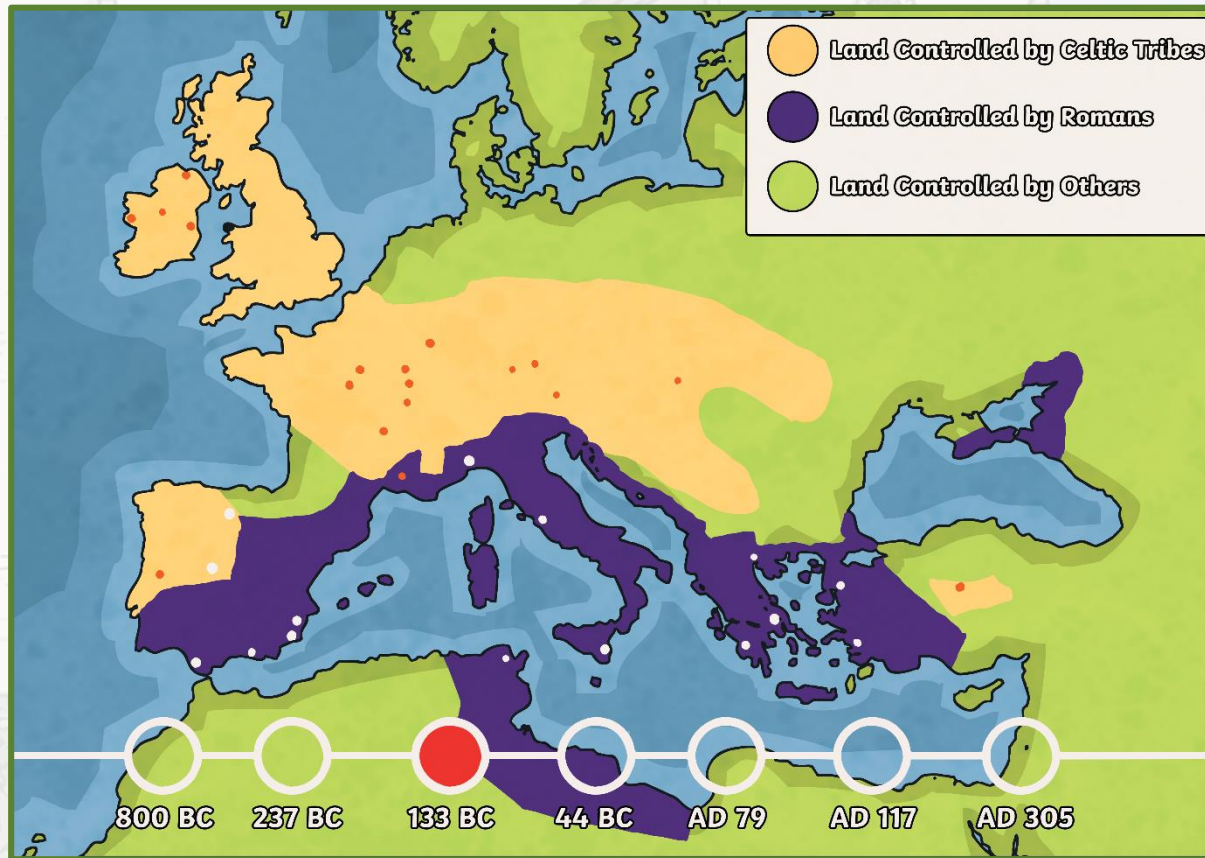 Land Controlled by Celtic Tribes
Land Controlled by Romans
Land Controlled by Others
800 BC
237 BC
133 BC
44 BC
AD 79
AD 117
AD 305